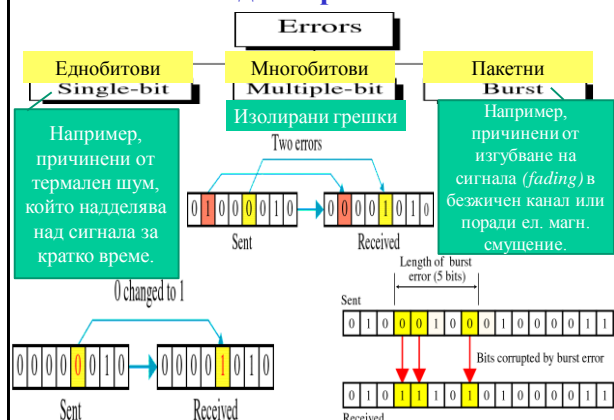 Errors
Еднобитови
Single-bit
Многобитови
Multiple-bit
Пакетни
Burst
Например,
причинени от
термален шум,
който надделява
над сигнала за
кратко време.
Изолирани грешки
Two errors
0 1 0 0 0 0 1 0
Sent
0 0 0 0 1 0 1 0
Received
Например,
причинени от
изгубване на
сигнала (fading) в
безжичен канал или
поради ел. магн.
смущение.
0 changed to 1
0 0 0 0 0 0 1 0
Sent
0 0 0 0 1 0 1 0
Received
Length of burst
error (5 bits)
Sent
0 1 0 0 0 1 0 0 0 1 0 0 0 0 1 1
Bits corrupted by burst error
0 1 0 1 1 1 0 1 0 1 0 0 0 0 1 1
Received